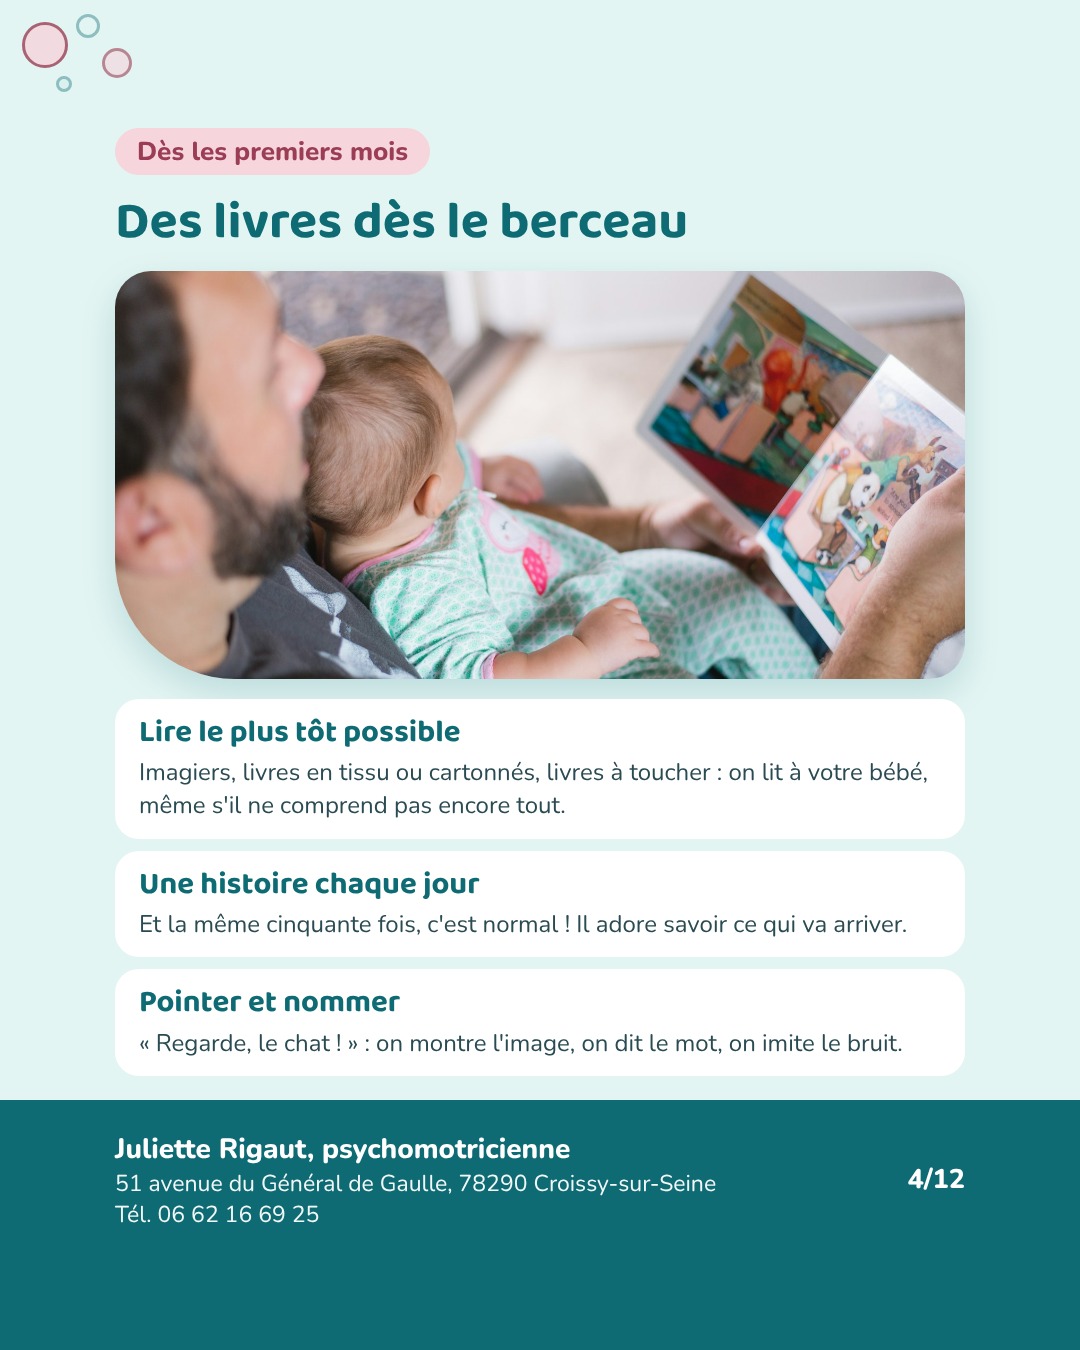 Dès les premiers mois
Des livres dès le berceau
Lire le plus tôt possible
Imagiers, livres en tissu ou cartonnés, livres à toucher : on lit à votre bébé,
même s'il ne comprend pas encore tout.
Une histoire chaque jour
Et la même cinquante fois, c'est normal ! Il adore savoir ce qui va arriver.
Pointer et nommer
« Regarde, le chat ! » : on montre l'image, on dit le mot, on imite le bruit.
Juliette Rigaut, psychomotricienne
51 avenue du Général de Gaulle, 78290 Croissy-sur-Seine
Tél. 06 62 16 69 25
4/12